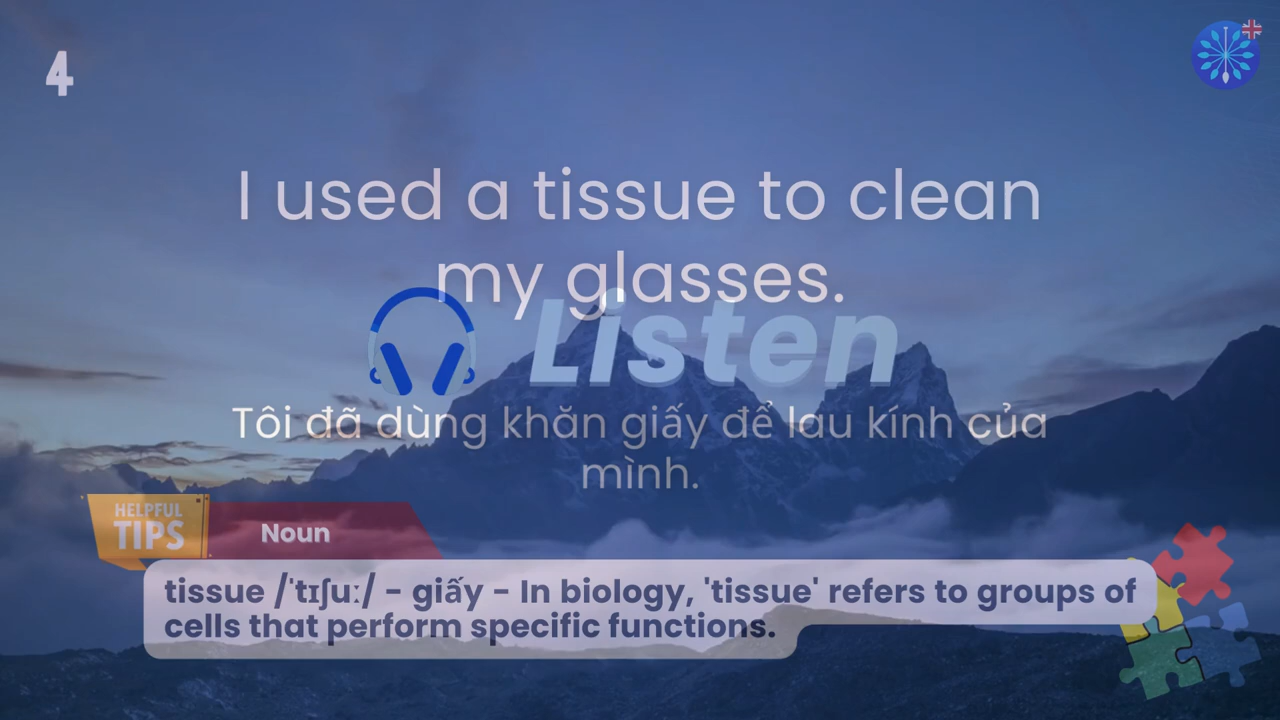 4
I used a tissue to clean
my glasses.
Listen
Tôi đã dùng khăn giấy để lau kính của
mình.
HELPFUL
TIPS
Noun
tissue /ˈtɪʃuː/ - giấy - In biology, 'tissue' refers to groups of
cells that perform specific functions.